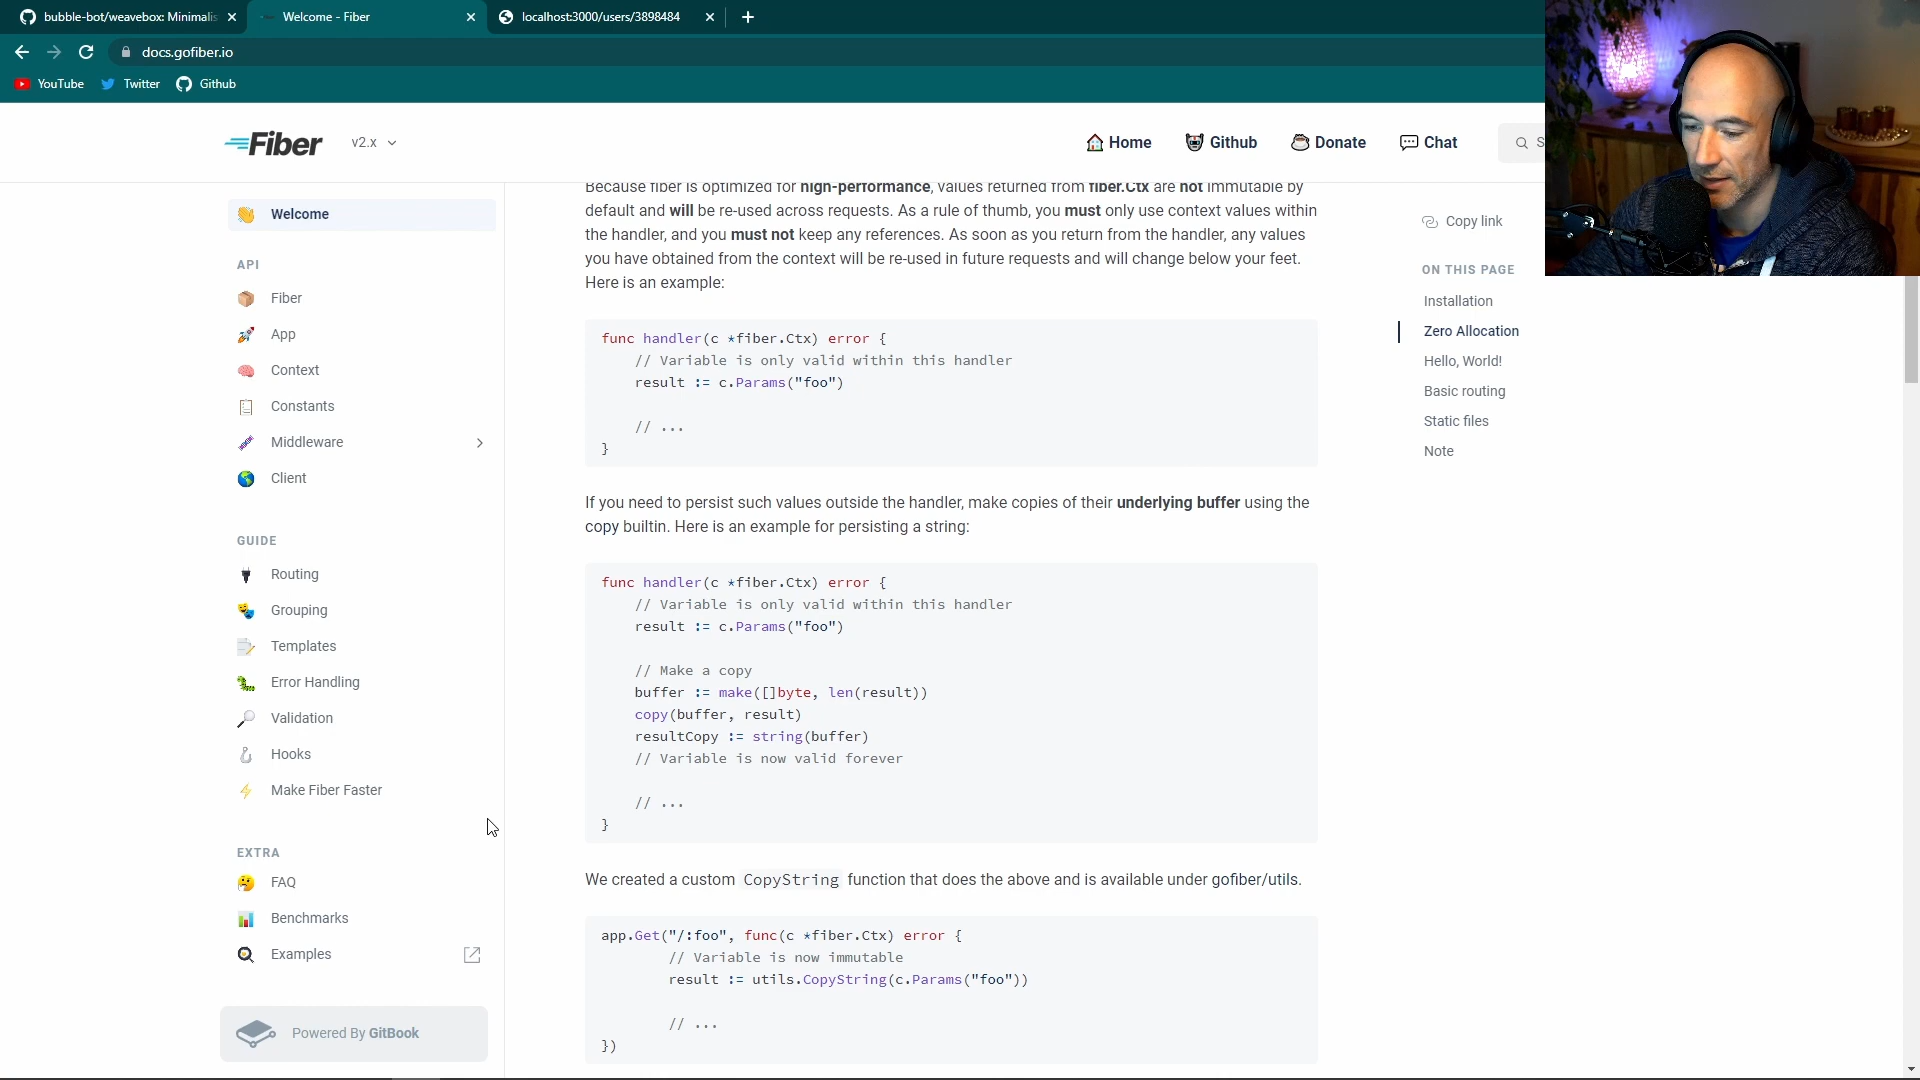 bubble-bot/weavebox: Minimalis
Welcome - Fiber
localhost:3000/users/3898484
docs.gofiber.io
YouTube
Twitter
Github
Fiber
v2.x
Home
Github
Donate
Chat
S
Welcome
API
Fiber
App
Context
Constants
Middleware
Client
GUIDE
Routing
Grouping
Templates
Error Handling
Validation
Hooks
Make Fiber Faster
EXTRA
FAQ
Benchmarks
Examples
Powered By GitBook
Because fiber is optimized for high-performance, values returned from fiber.Ctx are not immutable by
default and will be re-used across requests. As a rule of thumb, you must only use context values within
the handler, and you must not keep any references. As soon as you return from the handler, any values
you have obtained from the context will be re-used in future requests and will change below your feet.
Here is an example:
func handler(c *fiber.Ctx) error {
    // Variable is only valid within this handler
    result := c.Params("foo")
    // ...
}
If you need to persist such values outside the handler, make copies of their underlying buffer using the
copy builtin. Here is an example for persisting a string:
func handler(c *fiber.Ctx) error {
    // Variable is only valid within this handler
    result := c.Params("foo")
    // Make a copy
    buffer := make([]byte, len(result))
    copy(buffer, result)
    resultCopy := string(buffer)
    // Variable is now valid forever
    // ...
}
We created a custom CopyString function that does the above and is available under gofiber/utils.
app.Get("/:foo", func(c *fiber.Ctx) error {
        // Variable is now immutable
        result := utils.CopyString(c.Params("foo"))
        // ...
})
Copy link
ON THIS PAGE
Installation
Zero Allocation
Hello, World!
Basic routing
Static files
Note